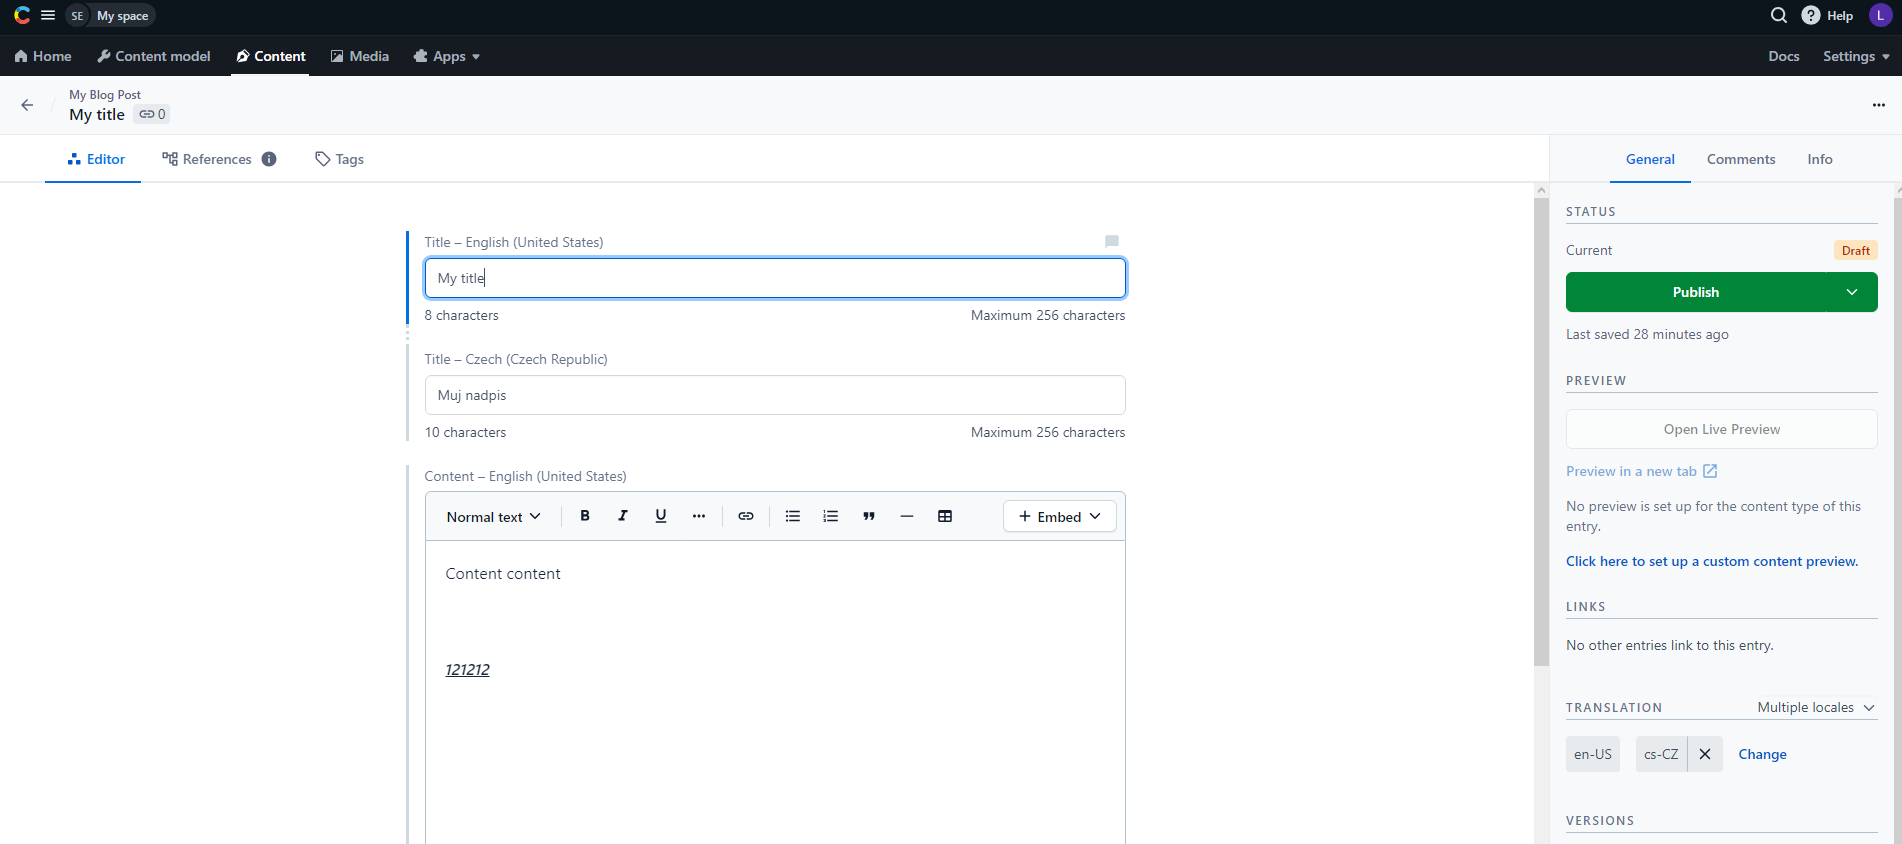 SE My space Help L
Home Content model Content Media Apps Docs Settings
My Blog Post
My title 0
Editor References Tags General Comments Info
Title – English (United States)
My title
8 characters Maximum 256 characters
Title – Czech (Czech Republic)
Muj nadpis
10 characters Maximum 256 characters
Content – English (United States)
Normal text B I U Embed
Content content
121212
STATUS
Current Draft
Publish
Last saved 28 minutes ago
PREVIEW
Open Live Preview
Preview in a new tab
No preview is set up for the content type of this
entry.
Click here to set up a custom content preview.
LINKS
No other entries link to this entry.
TRANSLATION Multiple locales
en-US cs-CZ Change
VERSIONS